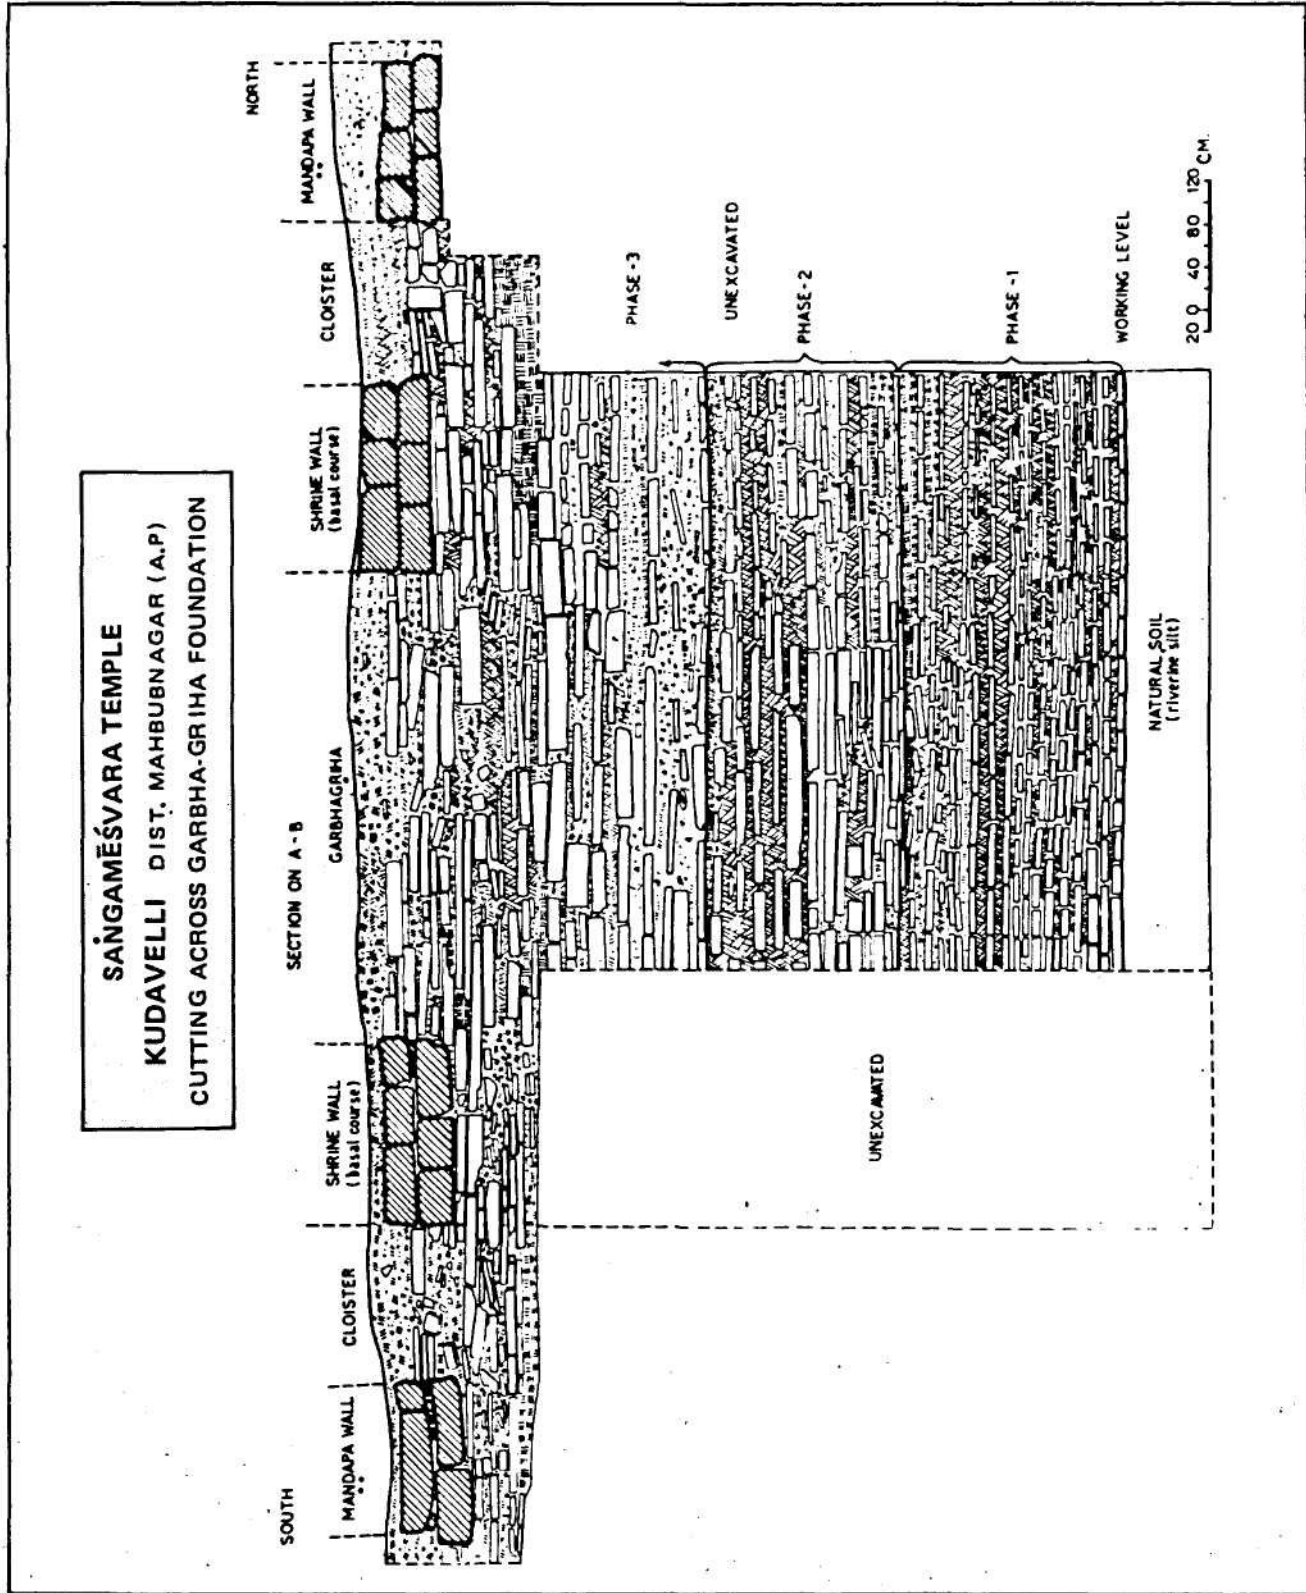 SAṄGAMĒŚVARA TEMPLE
KUDAVELLI DIST. MAHBUBNAGAR (A.P)
CUTTING ACROSS GARBHA-GRIHA FOUNDATION
SECTION ON A - B
SOUTH
NORTH
MANDAPA WALL
CLOISTER
SHRINE WALL
(basal course)
GARBHAGRIHA
SHRINE WALL
(basal course)
CLOISTER
MANDAPA WALL
PHASE-3
UNEXCAVATED
PHASE-2
PHASE-1
WORKING LEVEL
UNEXCAVATED
NATURAL SOIL
(riverine silt)
20 0 40 80 120 CM.